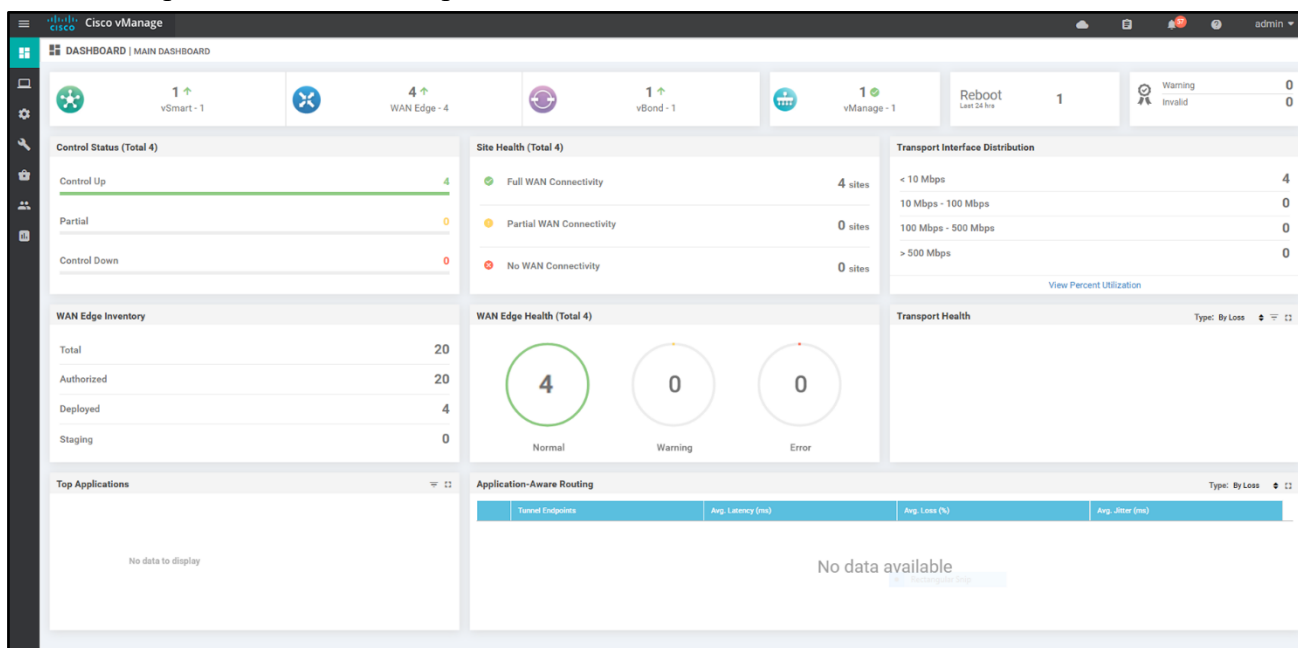 cisco Cisco vManage 57 admin
DASHBOARD | MAIN DASHBOARD
1 vSmart - 1
4 WAN Edge - 4
1 vBond - 1
1 vManage - 1
Reboot Last 24 hrs 1
Warning 0
Invalid 0
Control Status (Total 4)
Control Up 4
Partial 0
Control Down 0
Site Health (Total 4)
Full WAN Connectivity 4 sites
Partial WAN Connectivity 0 sites
No WAN Connectivity 0 sites
Transport Interface Distribution
< 10 Mbps 4
10 Mbps - 100 Mbps 0
100 Mbps - 500 Mbps 0
> 500 Mbps 0
View Percent Utilization
WAN Edge Inventory
Total 20
Authorized 20
Deployed 4
Staging 0
WAN Edge Health (Total 4)
4 0 0
Normal Warning Error
Transport Health Type: By Loss
Top Applications
No data to display
Application-Aware Routing Type: By Loss
Tunnel Endpoints Avg. Latency (ms) Avg. Loss (%) Avg. Jitter (ms)
No data available
Rectangular Snip